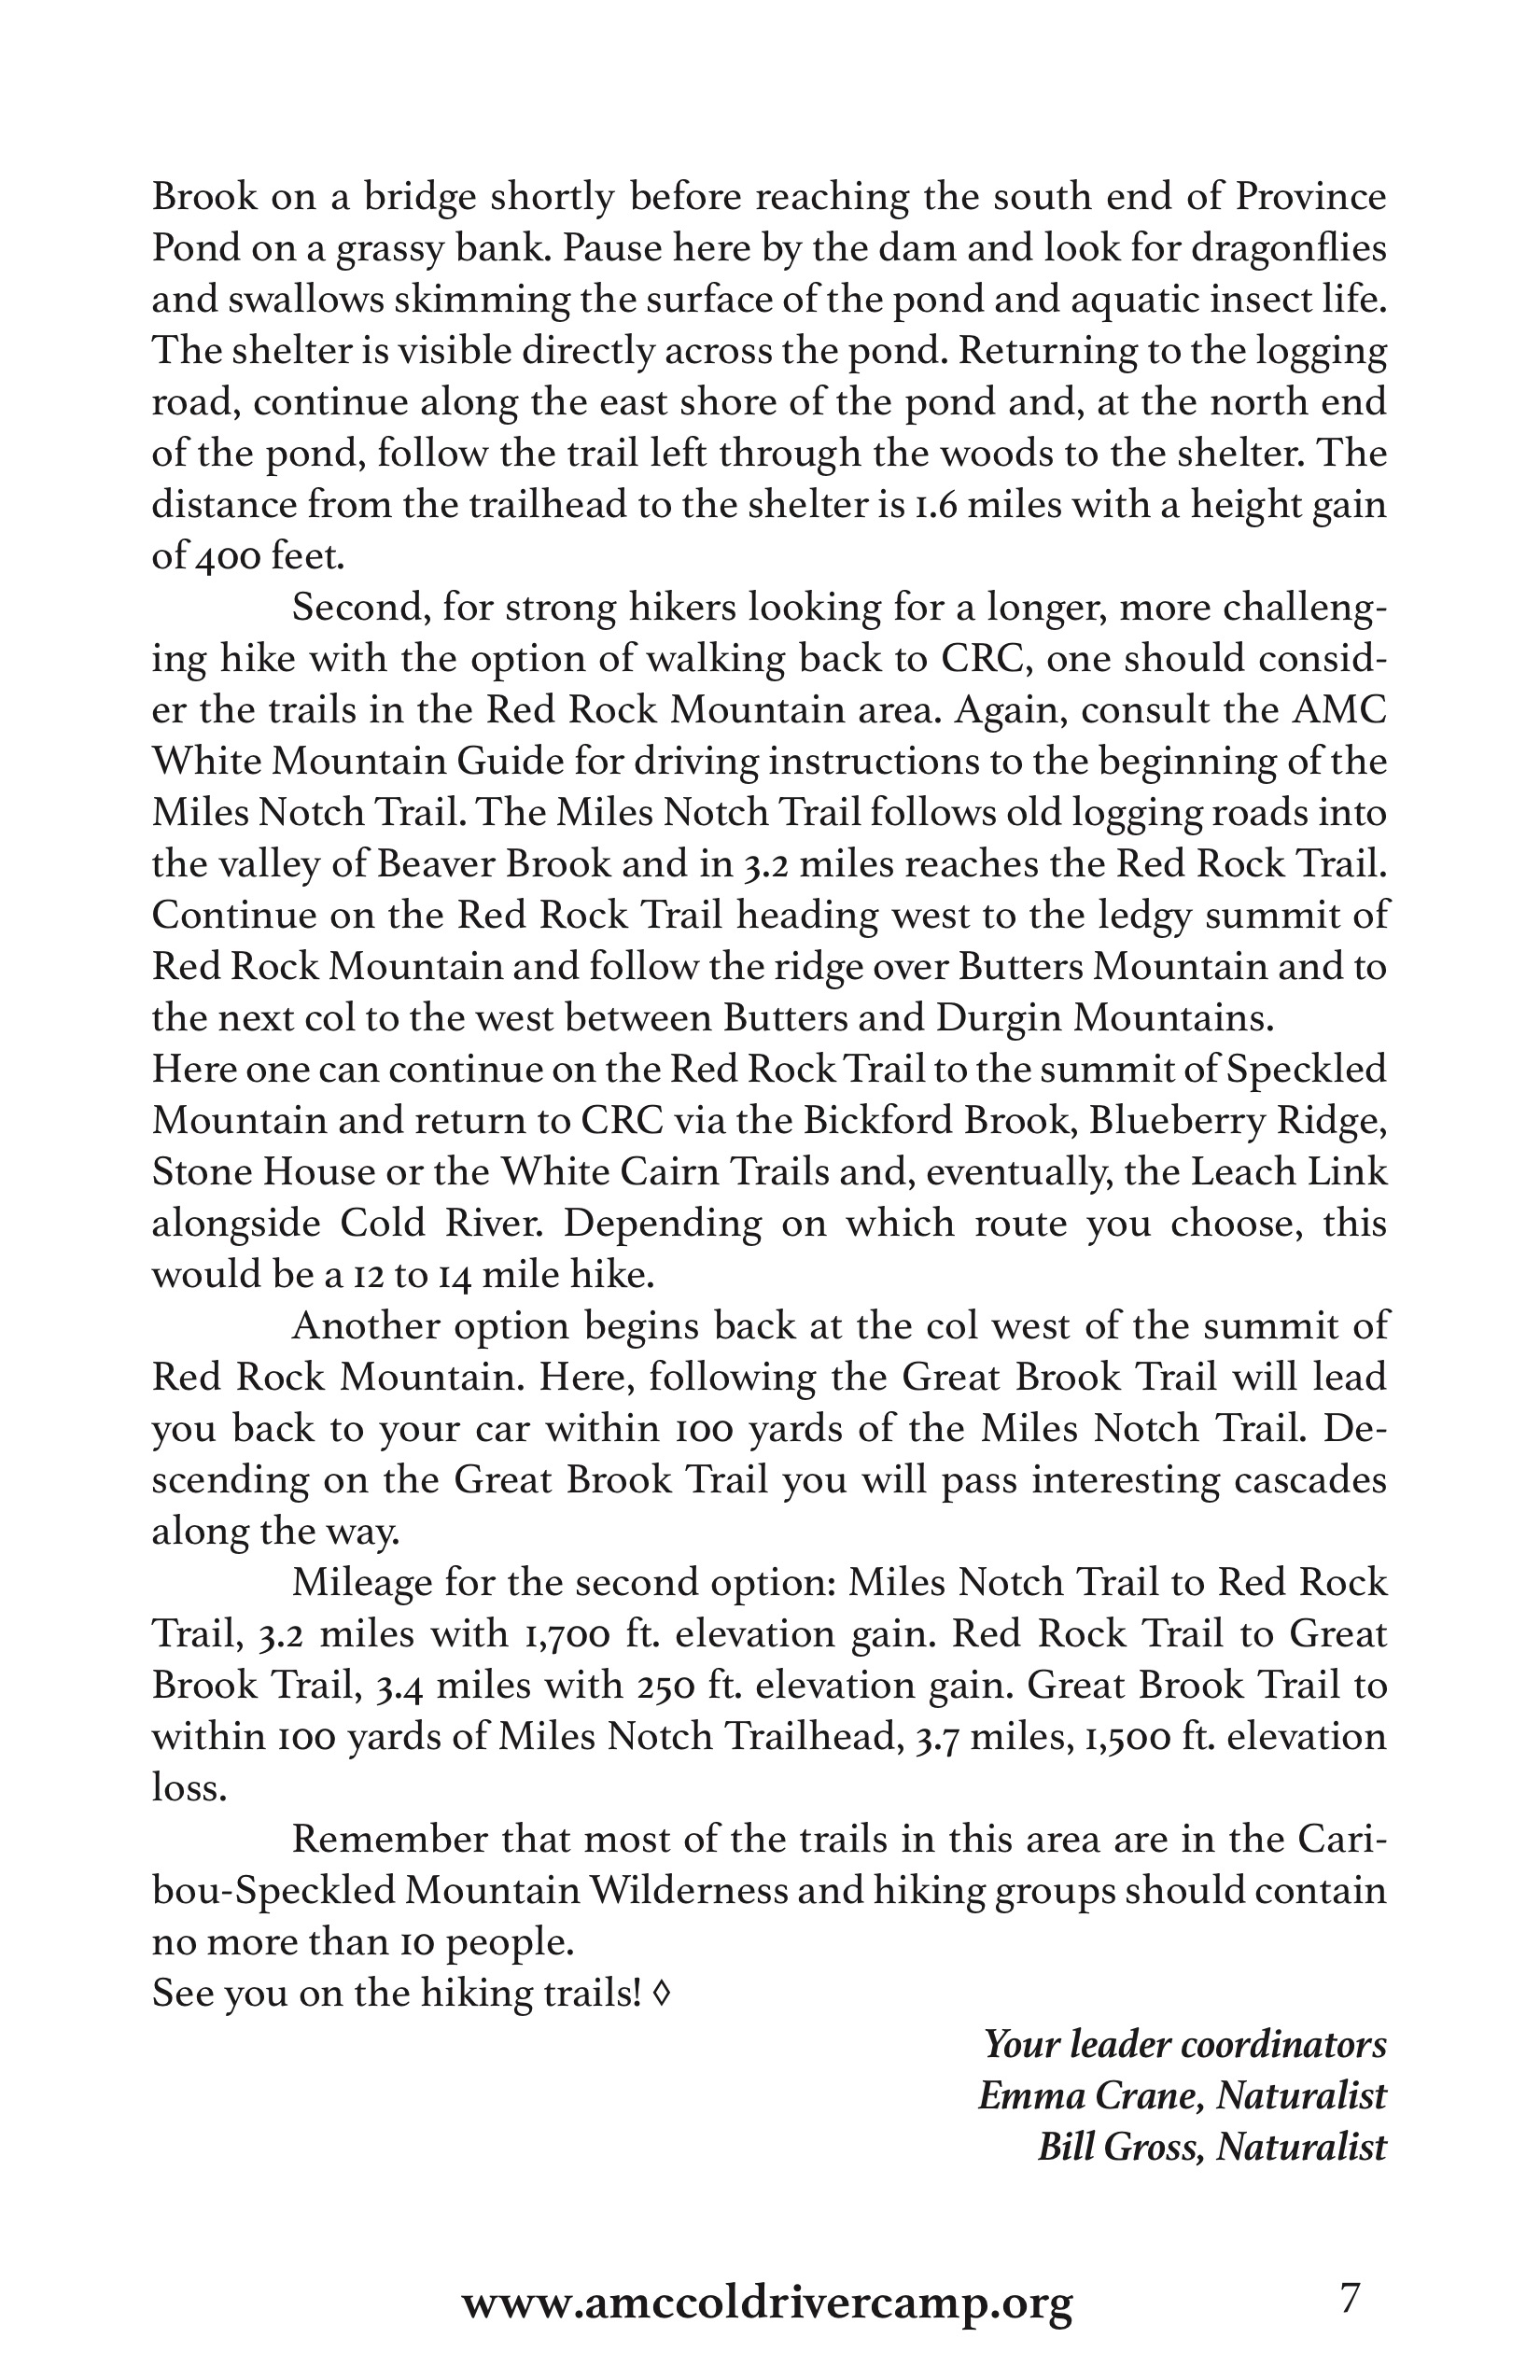 Brook on a bridge shortly before reaching the south end of Province
Pond on a grassy bank. Pause here by the dam and look for dragonflies
and swallows skimming the surface of the pond and aquatic insect life.
The shelter is visible directly across the pond. Returning to the logging
road, continue along the east shore of the pond and, at the north end
of the pond, follow the trail left through the woods to the shelter. The
distance from the trailhead to the shelter is 1.6 miles with a height gain
of 400 feet.
Second, for strong hikers looking for a longer, more challeng-
ing hike with the option of walking back to CRC, one should consid-
er the trails in the Red Rock Mountain area. Again, consult the AMC
White Mountain Guide for driving instructions to the beginning of the
Miles Notch Trail. The Miles Notch Trail follows old logging roads into
the valley of Beaver Brook and in 3.2 miles reaches the Red Rock Trail.
Continue on the Red Rock Trail heading west to the ledgy summit of
Red Rock Mountain and follow the ridge over Butters Mountain and to
the next col to the west between Butters and Durgin Mountains.
Here one can continue on the Red Rock Trail to the summit of Speckled
Mountain and return to CRC via the Bickford Brook, Blueberry Ridge,
Stone House or the White Cairn Trails and, eventually, the Leach Link
alongside Cold River. Depending on which route you choose, this
would be a 12 to 14 mile hike.
Another option begins back at the col west of the summit of
Red Rock Mountain. Here, following the Great Brook Trail will lead
you back to your car within 100 yards of the Miles Notch Trail. De-
scending on the Great Brook Trail you will pass interesting cascades
along the way.
Mileage for the second option: Miles Notch Trail to Red Rock
Trail, 3.2 miles with 1,700 ft. elevation gain. Red Rock Trail to Great
Brook Trail, 3.4 miles with 250 ft. elevation gain. Great Brook Trail to
within 100 yards of Miles Notch Trailhead, 3.7 miles, 1,500 ft. elevation
loss.
Remember that most of the trails in this area are in the Cari-
bou-Speckled Mountain Wilderness and hiking groups should contain
no more than 10 people.
See you on the hiking trails! ◊
Your leader coordinators
Emma Crane, Naturalist
Bill Gross, Naturalist
www.amccoldrivercamp.org 7